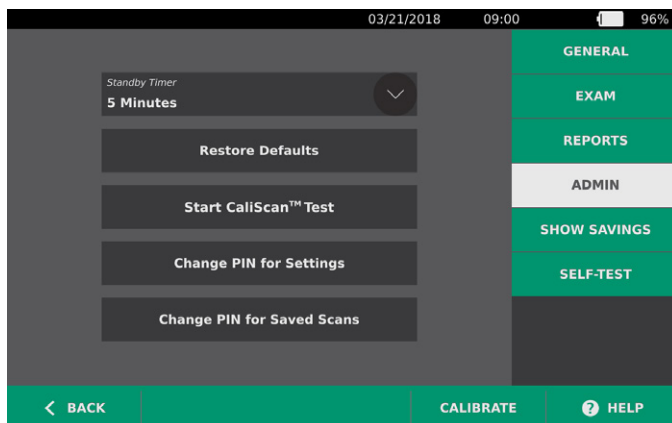 03/21/2018 09:00 96%
GENERAL
Standby Timer
5 Minutes
EXAM
Restore Defaults
REPORTS
ADMIN
Start CaliScan™ Test
SHOW SAVINGS
Change PIN for Settings
SELF-TEST
Change PIN for Saved Scans
BACK CALIBRATE ? HELP